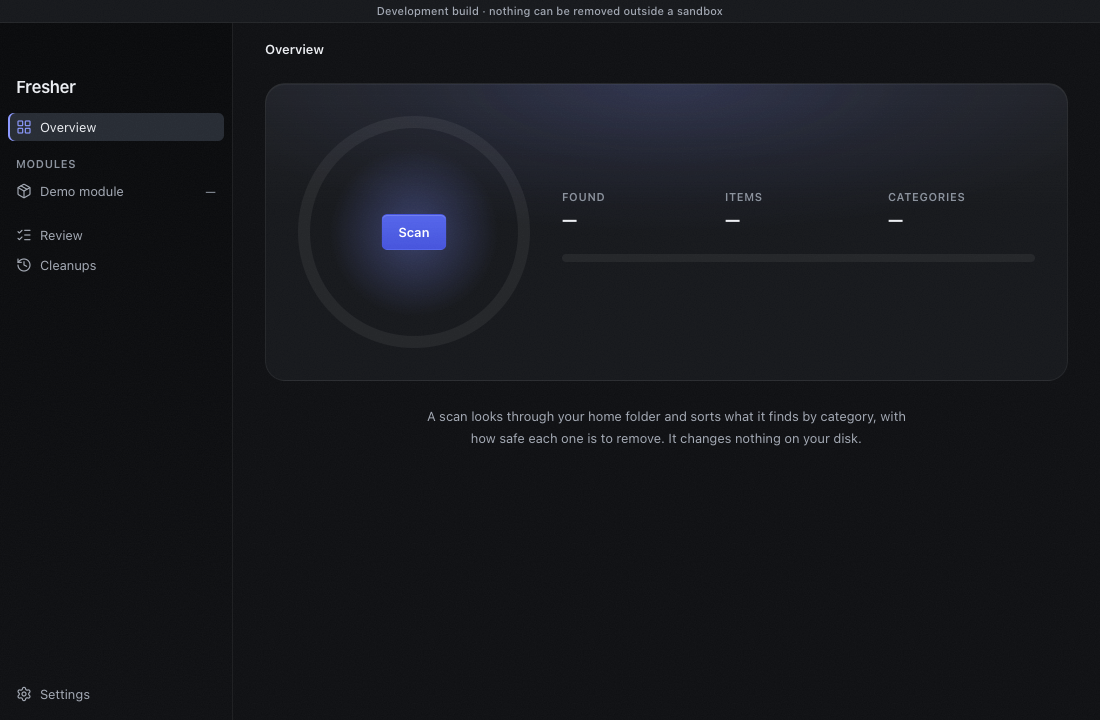 Development build · nothing can be removed outside a sandbox
Fresher
Overview
MODULES
Demo module —
Review
Cleanups
Settings
Overview
Scan
FOUND
—
ITEMS
—
CATEGORIES
—
A scan looks through your home folder and sorts what it finds by category, with
how safe each one is to remove. It changes nothing on your disk.